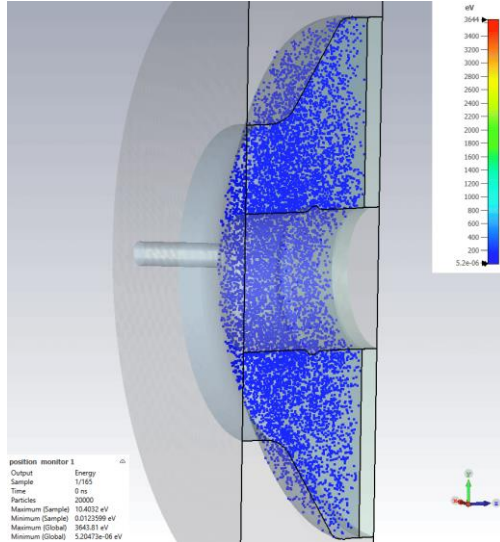 eV
3644
3400
3200
3000
2800
2600
2400
2200
2000
1800
1600
1400
1200
1000
800
600
400
200
5.2e-06
position monitor 1
Output Energy
Sample 1/165
Time 0 ns
Particles 20000
Maximum (Sample) 10.4032 eV
Minimum (Sample) 0.0123599 eV
Maximum (Global) 3643.81 eV
Minimum (Global) 5.20473e-06 eV